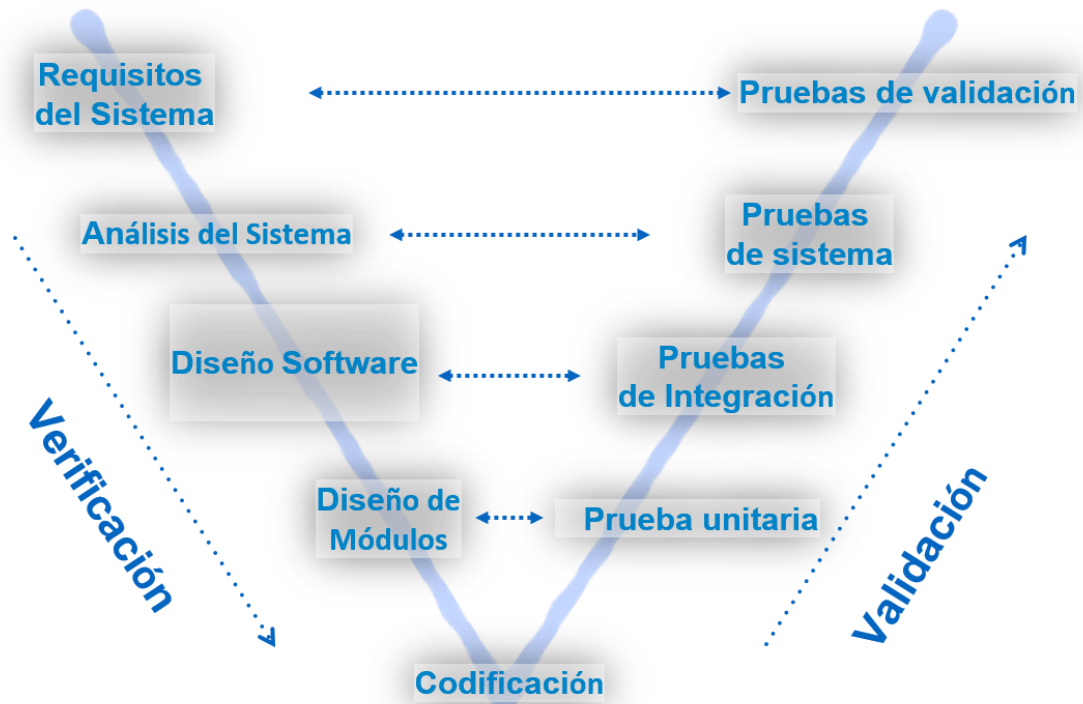 Requisitos
del Sistema
Pruebas de validación
Análisis del Sistema
Pruebas
de sistema
Diseño Software
Pruebas
de Integración
Diseño de
Módulos
Prueba unitaria
Codificación
Verificación
Validación